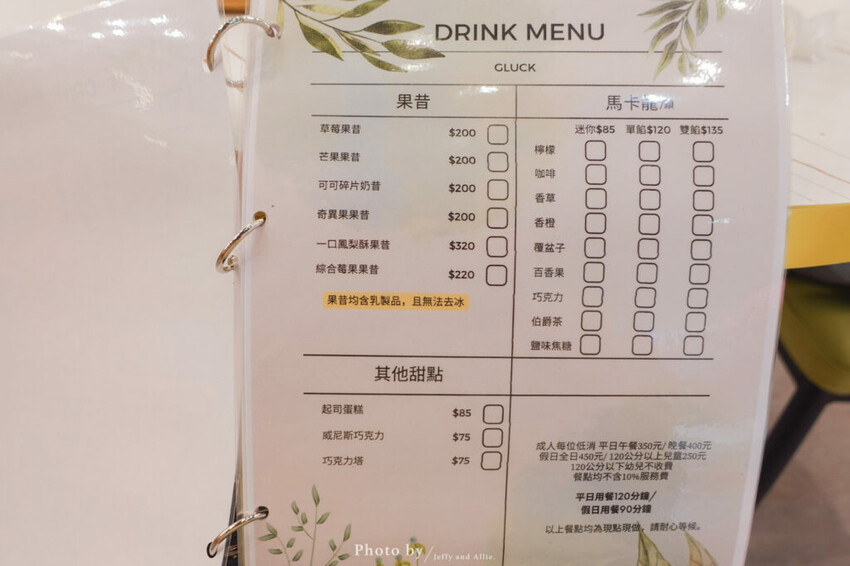 DRINK MENU
GLUCK
果昔
草莓果昔 $200
芒果果昔 $200
可可碎片奶昔 $200
奇異果果昔 $200
一口鳳梨酥果昔 $320
綜合莓果果昔 $220
果昔均含乳製品，且無法去冰
馬卡龍
迷你$85 單餡$120 雙餡$135
檸檬
咖啡
香草
香橙
覆盆子
百香果
巧克力
伯爵茶
鹽味焦糖
其他甜點
起司蛋糕 $85
威尼斯巧克力 $75
巧克力塔 $75
成人每位低消 平日午餐350元/ 晚餐400元
假日全日450元/ 120公分以上兒童250元
120公分以下幼兒不收費
餐點均不含10%服務費
平日用餐120分鐘/
假日用餐90分鐘
以上餐點均為現點現做，請耐心等候。
Photo by / Jeffy and Allie.